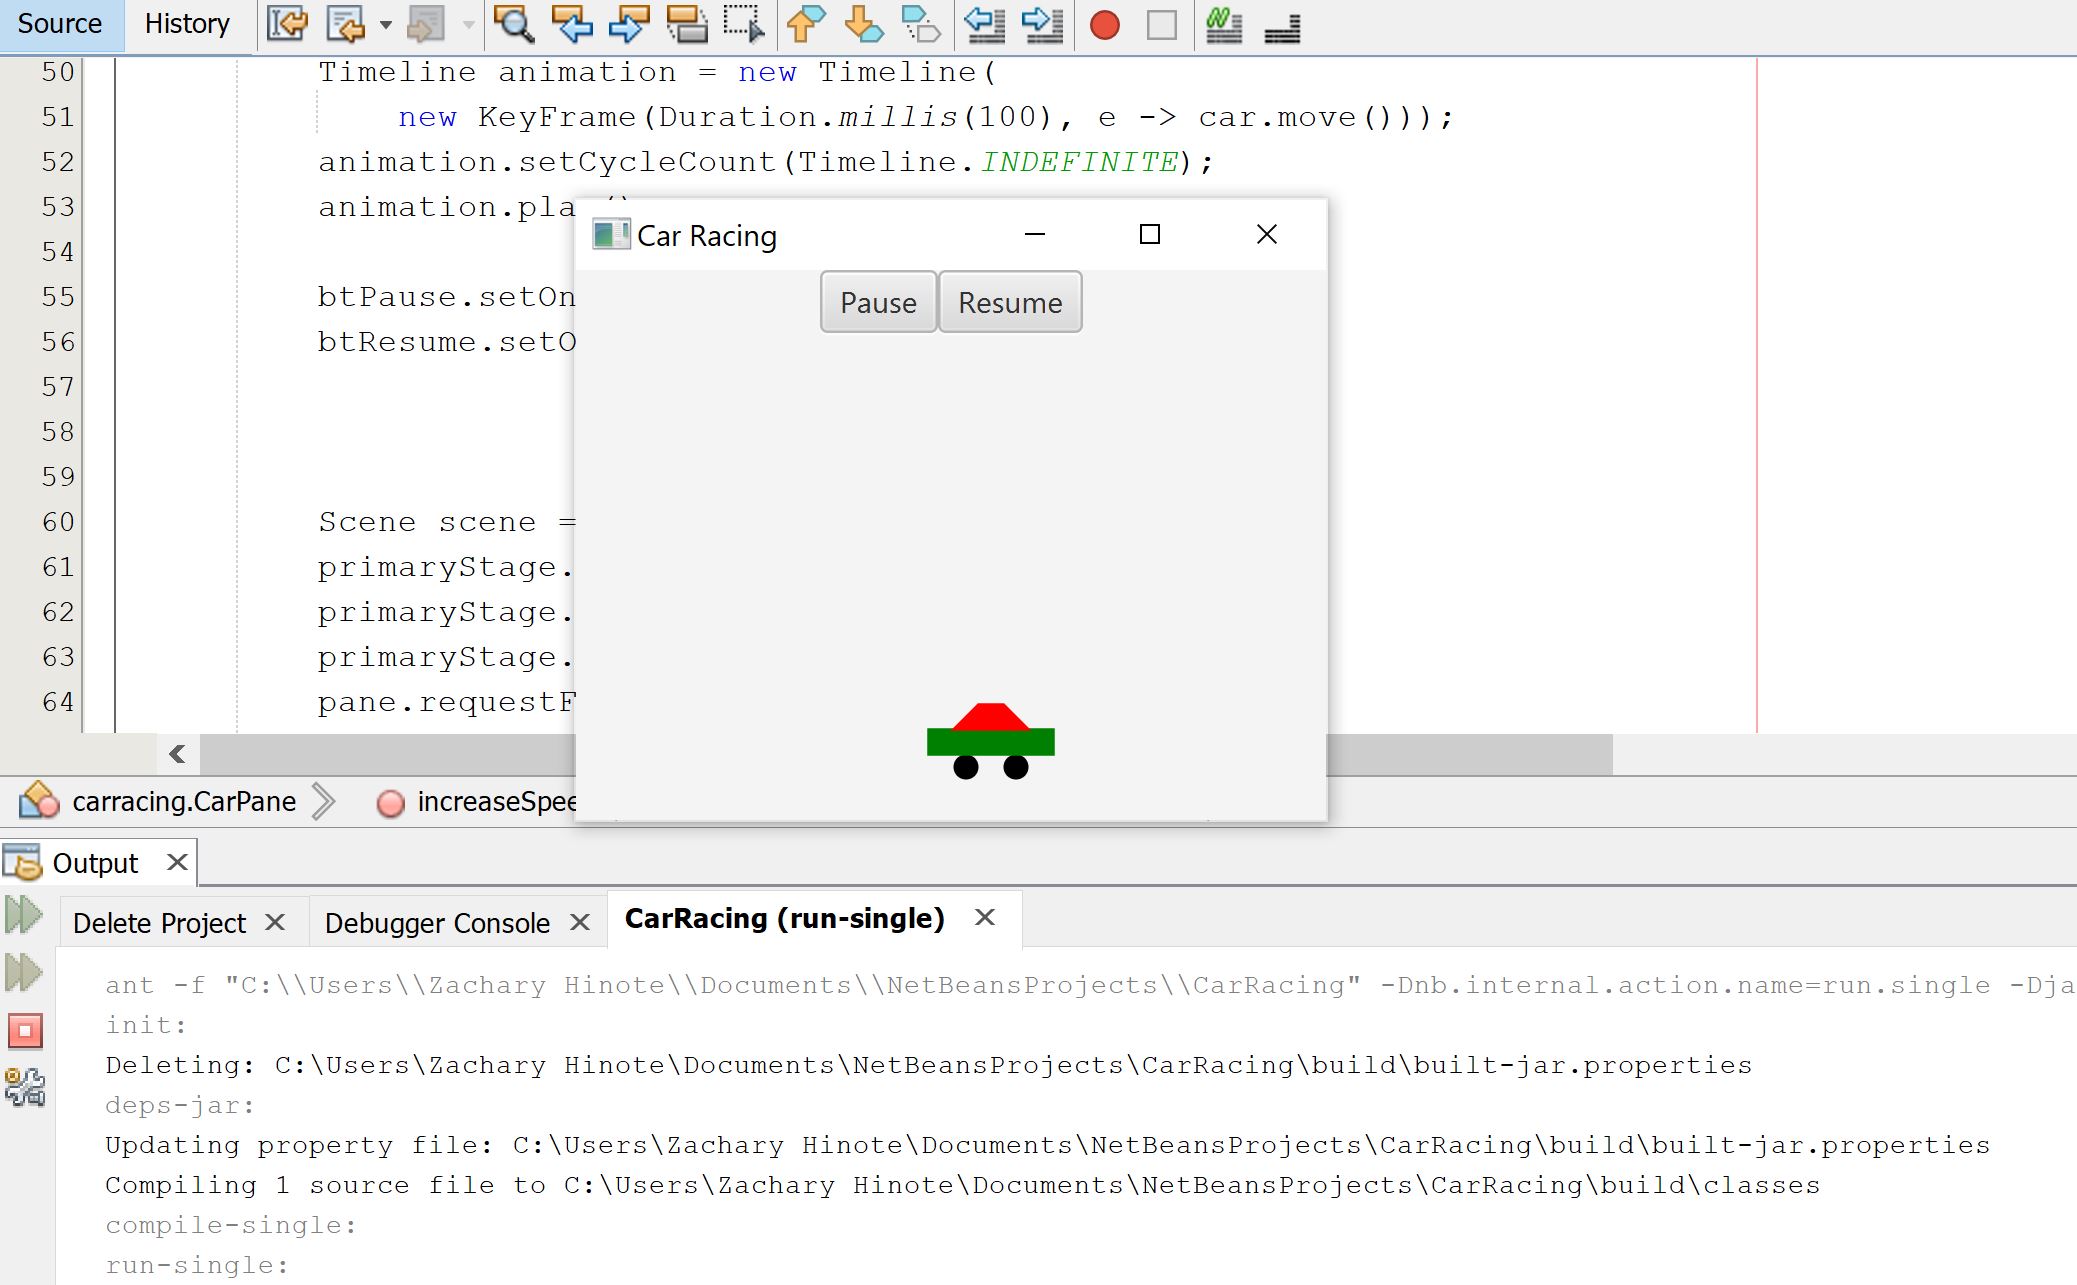 Source History
50 Timeline animation = new Timeline(
51 new KeyFrame(Duration.millis(100), e -> car.move()));
52 animation.setCycleCount(Timeline.INDEFINITE);
53 animation.pla
54
55 btPause.setOn
56 btResume.setO
57
58
59
60 Scene scene =
61 primaryStage.
62 primaryStage.
63 primaryStage.
64 pane.requestF
Car Racing
Pause Resume
carracing.CarPane increaseSpee
Output
Delete Project Debugger Console CarRacing (run-single)
ant -f "C:\\Users\\Zachary Hinote\\Documents\\NetBeansProjects\\CarRacing" -Dnb.internal.action.name=run.single -Dja
init:
Deleting: C:\Users\Zachary Hinote\Documents\NetBeansProjects\CarRacing\build\built-jar.properties
deps-jar:
Updating property file: C:\Users\Zachary Hinote\Documents\NetBeansProjects\CarRacing\build\built-jar.properties
Compiling 1 source file to C:\Users\Zachary Hinote\Documents\NetBeansProjects\CarRacing\build\classes
compile-single:
run-single: